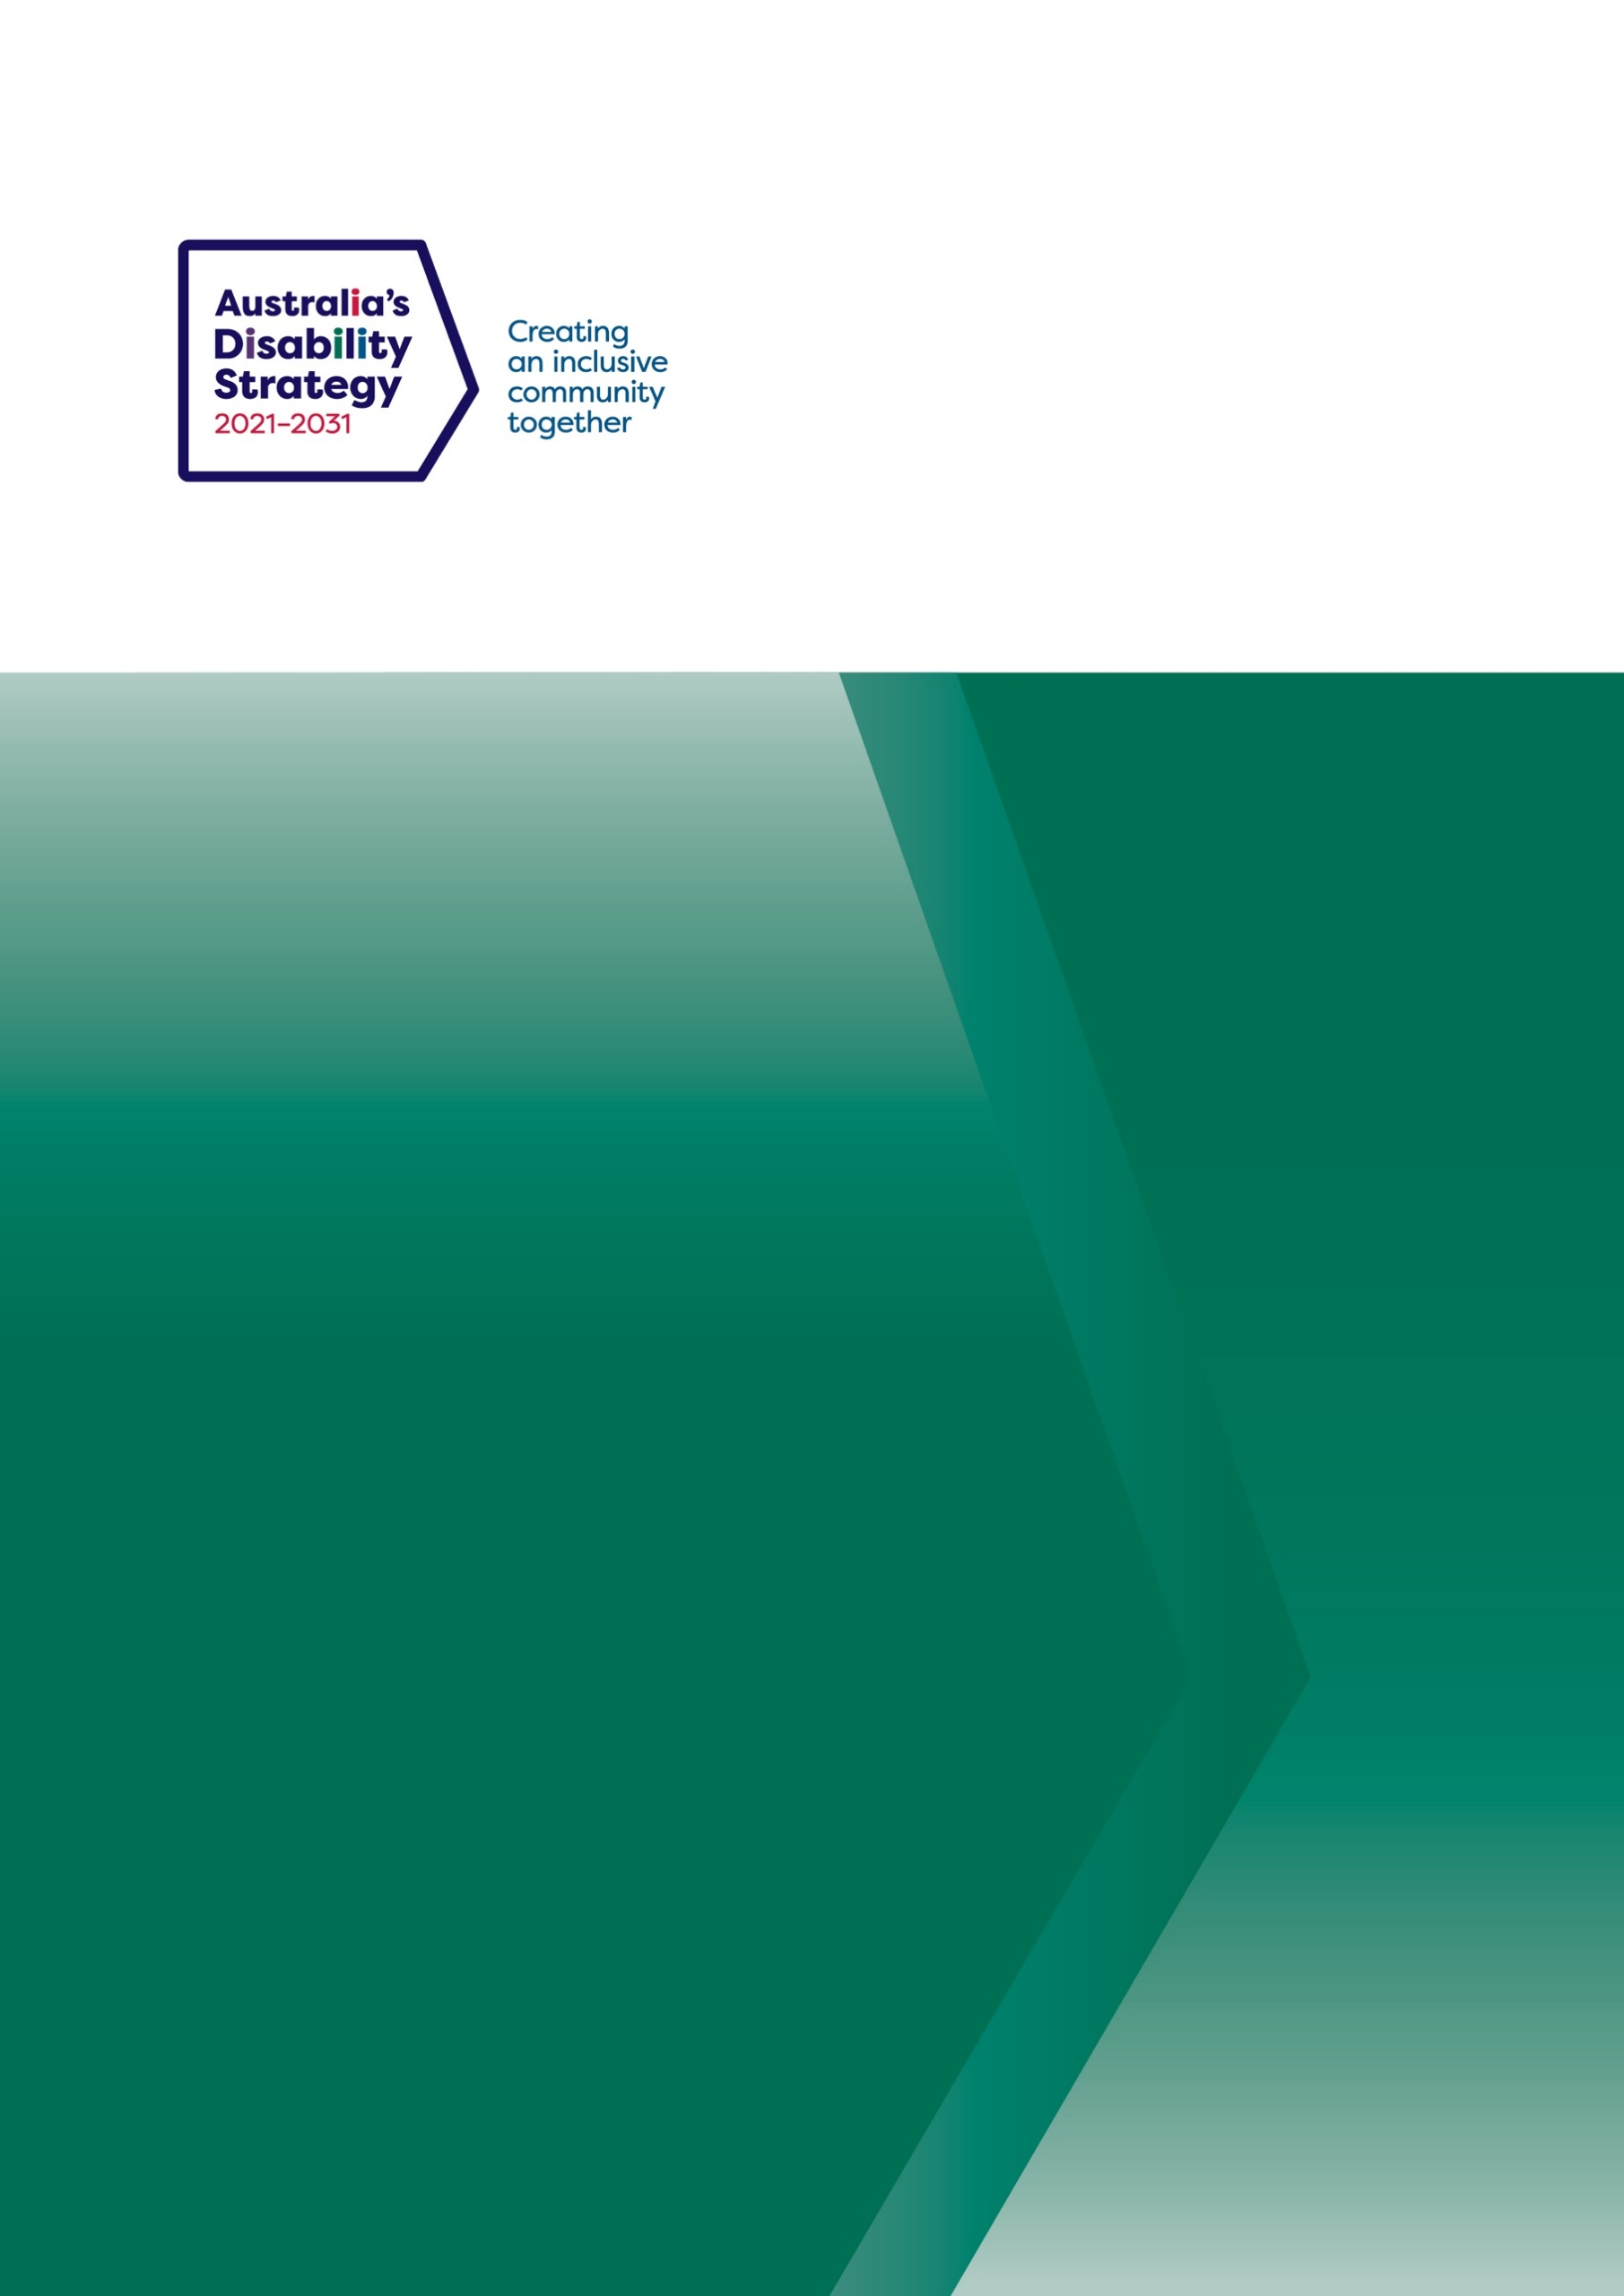 Australia's
Disability
Strategy
2021–2031
Creating
an inclusive
community
together